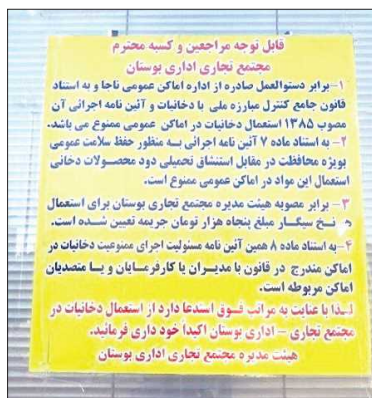 قابل توجه مراجعین و کسبه محترم
مجتمع تجاری اداری بوستان
۱-برابر دستوالعمل صادره از اداره اماکن عمومی ناجا و به استناد
قانون جامع کنترل مبارزه ملی با دخانیات و آئین نامه اجرائی آن
مصوب ۱۳۸۵ استعمال دخانیات در اماکن عمومی ممنوع می باشد.
۲- به استناد ماده ۷ آئین نامه اجرائی به منظور حفظ سلامت عمومی
بویژه محافظت در مقابل استنشاق تحمیلی دود محصولات دخانی
استعمال این مواد در اماکن عمومی ممنوع است.
۳- برابر مصوبه هیئت مدیره مجتمع تجاری بوستان برای استعمال
هر نخ سیگار مبلغ پنجاه هزار تومان جریمه تعیین شده است.
۴-به استناد ماده ۸ همین آئین نامه مسئولیت اجرای ممنوعیت دخانیات در
اماکن مندرج در قانون با مدیران یا کارفرمایان و یا متصدیان
اماکن مربوطه است.
لـذا با عنایت به مراتب فـوق استدعا دارد از استعمال دخانیات در
مجتمع تجاری - اداری بوستان اکیدا خود داری فرمائید.
هیئت مدیره مجتمع تجاری اداری بوستان